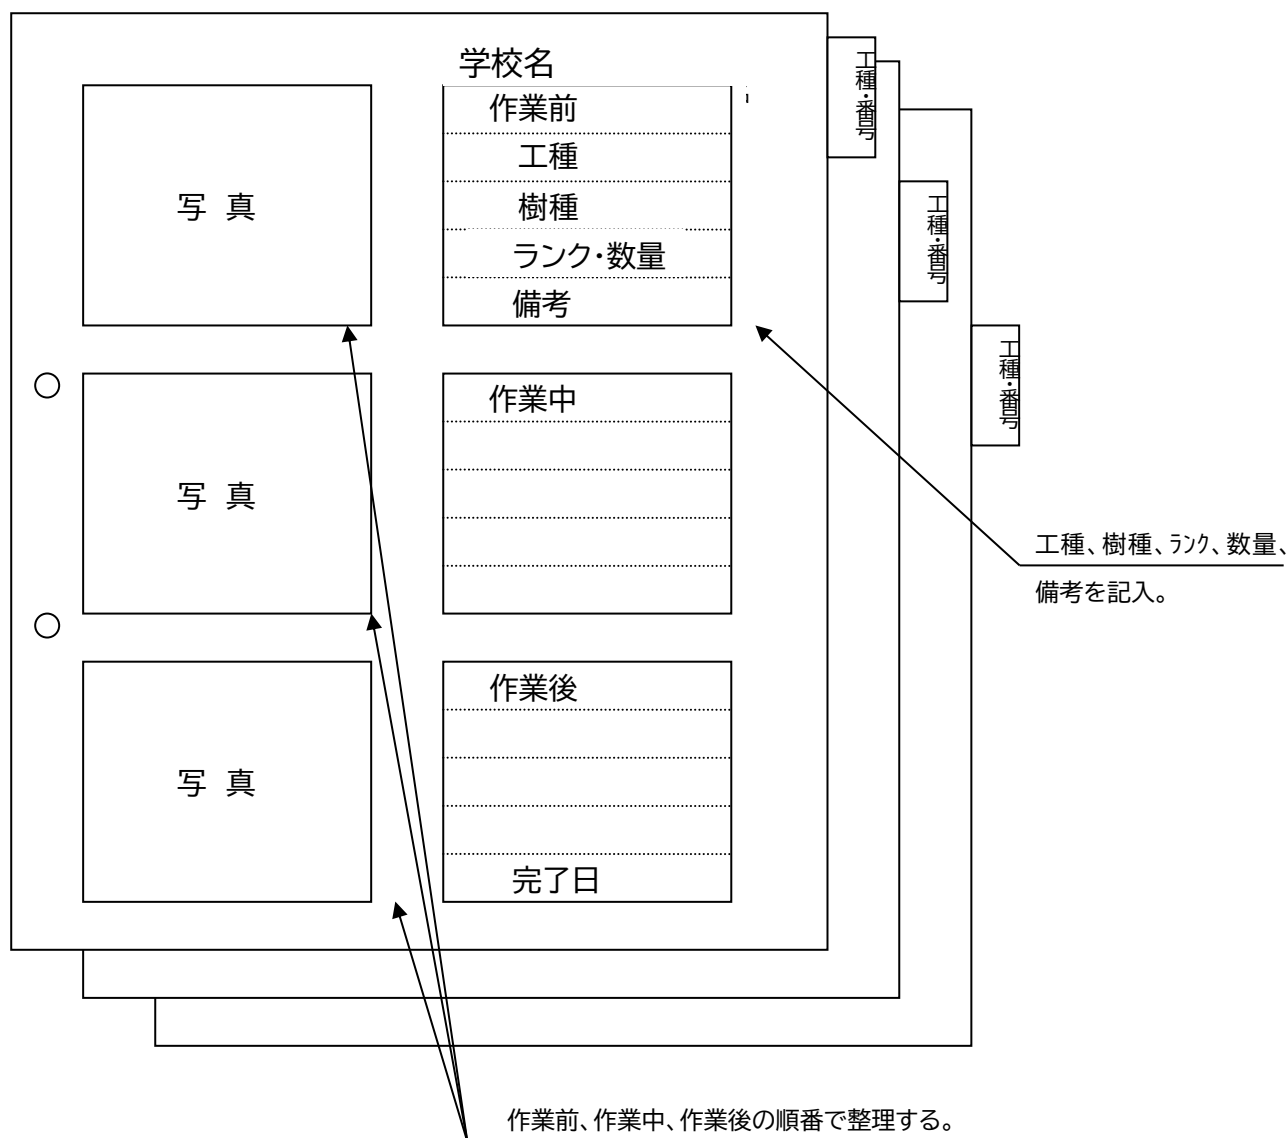 学校名
工種・番号
写 真
作業前
工種
樹種
ランク・数量
備考
工種・番号
工種・番号
写 真
作業中
工種、樹種、ﾗﾝｸ、数量、
備考を記入。
写 真
作業後
完了日
作業前、作業中、作業後の順番で整理する。